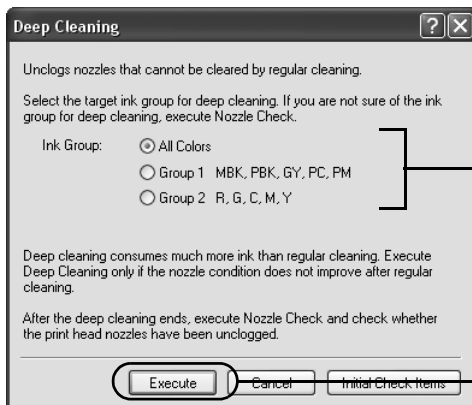 Deep Cleaning
Unclogs nozzles that cannot be cleared by regular cleaning.
Select the target ink group for deep cleaning. If you are not sure of the ink
group for deep cleaning, execute Nozzle Check.
Ink Group: All Colors
Group 1 MBK, PBK, GY, PC, PM
Group 2 R, G, C, M, Y
Deep cleaning consumes much more ink than regular cleaning. Execute
Deep Cleaning only if the nozzle condition does not improve after regular
cleaning.
After the deep cleaning ends, execute Nozzle Check and check whether
the print head nozzles have been unclogged.
Execute Cancel Initial Check Items